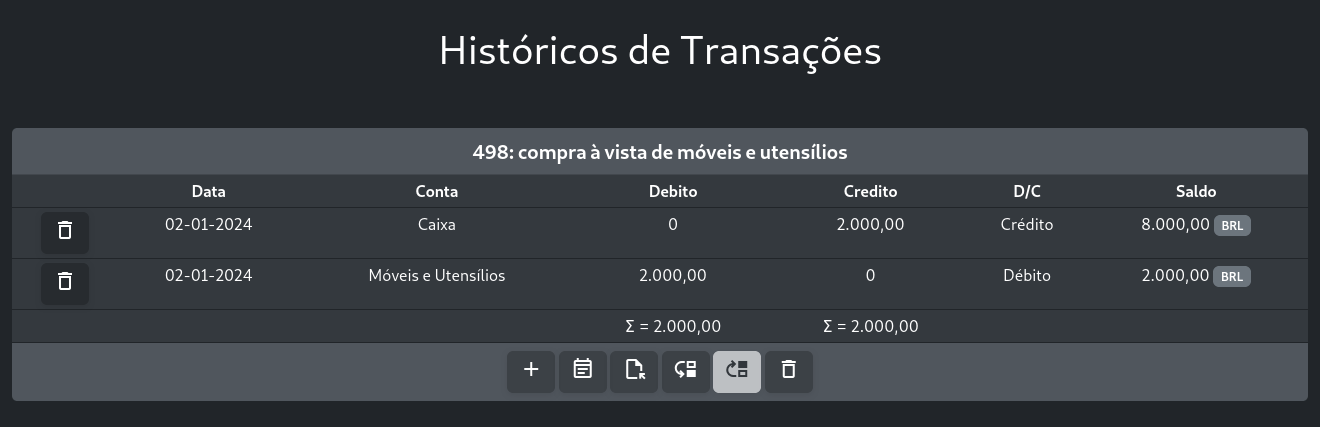 Históricos de Transações
498: compra à vista de móveis e utensílios
Data Conta Debito Credito D/C Saldo
02-01-2024 Caixa 0 2.000,00 Crédito 8.000,00 BRL
02-01-2024 Móveis e Utensílios 2.000,00 0 Débito 2.000,00 BRL
Σ = 2.000,00 Σ = 2.000,00